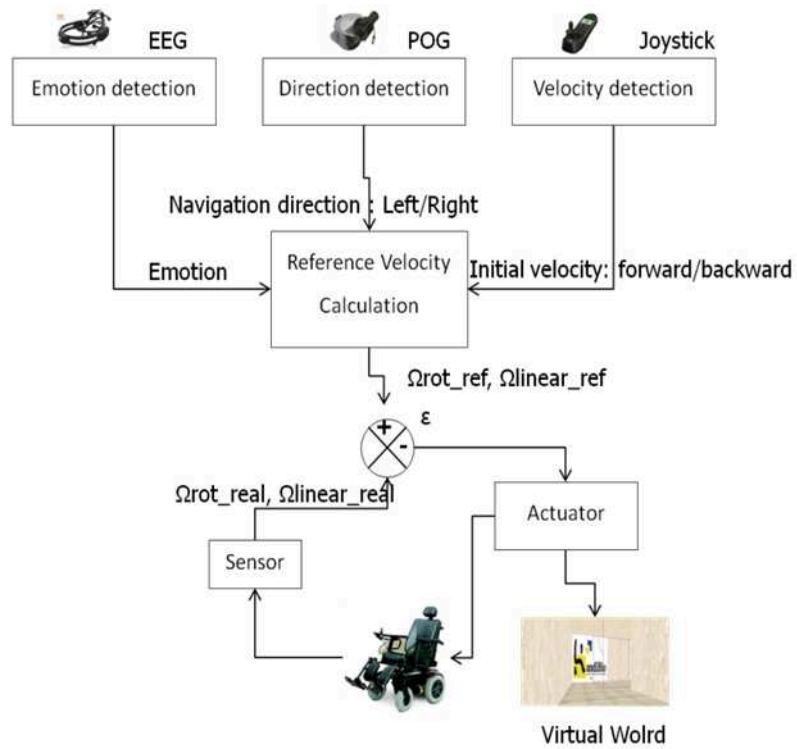 EEG
POG
Joystick
Emotion detection
Direction detection
Velocity detection
Navigation direction : Left/Right
Emotion
Reference Velocity
Calculation
Initial velocity: forward/backward
Ωrot_ref, Ωlinear_ref
+
ε
-
Ωrot_real, Ωlinear_real
Actuator
Sensor
Virtual Wolrd